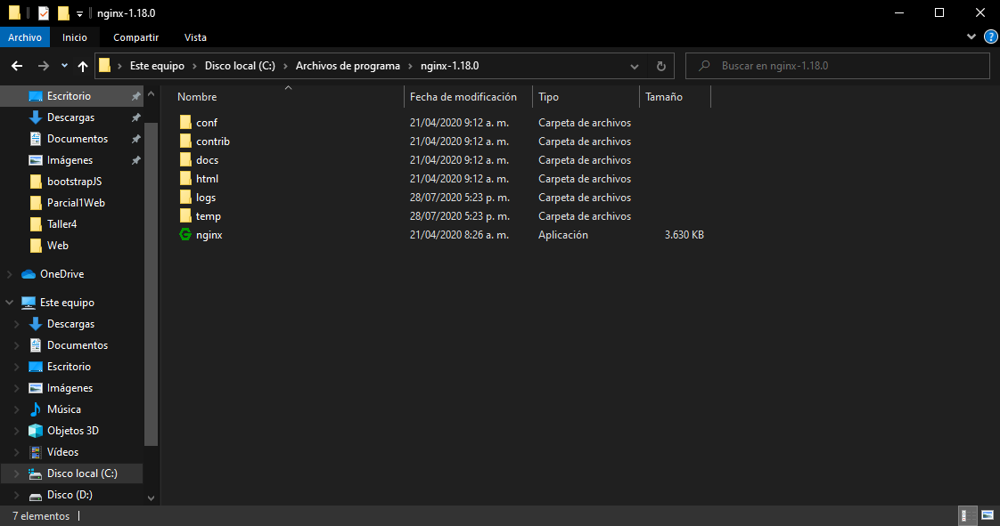 nginx-1.18.0
Archivo Inicio Compartir Vista
Este equipo Disco local (C:) Archivos de programa nginx-1.18.0 Buscar en nginx-1.18.0
Escritorio
Descargas
Documentos
Imágenes
bootstrapJS
Parcial1Web
Taller4
Web
OneDrive
Este equipo
Descargas
Documentos
Escritorio
Imágenes
Música
Objetos 3D
Vídeos
Disco local (C:)
Disco (D:)
Nombre Fecha de modificación Tipo Tamaño
conf 21/04/2020 9:12 a. m. Carpeta de archivos
contrib 21/04/2020 9:12 a. m. Carpeta de archivos
docs 21/04/2020 9:12 a. m. Carpeta de archivos
html 21/04/2020 9:12 a. m. Carpeta de archivos
logs 28/07/2020 5:23 p. m. Carpeta de archivos
temp 28/07/2020 5:23 p. m. Carpeta de archivos
nginx 21/04/2020 8:26 a. m. Aplicación 3.630 KB
7 elementos